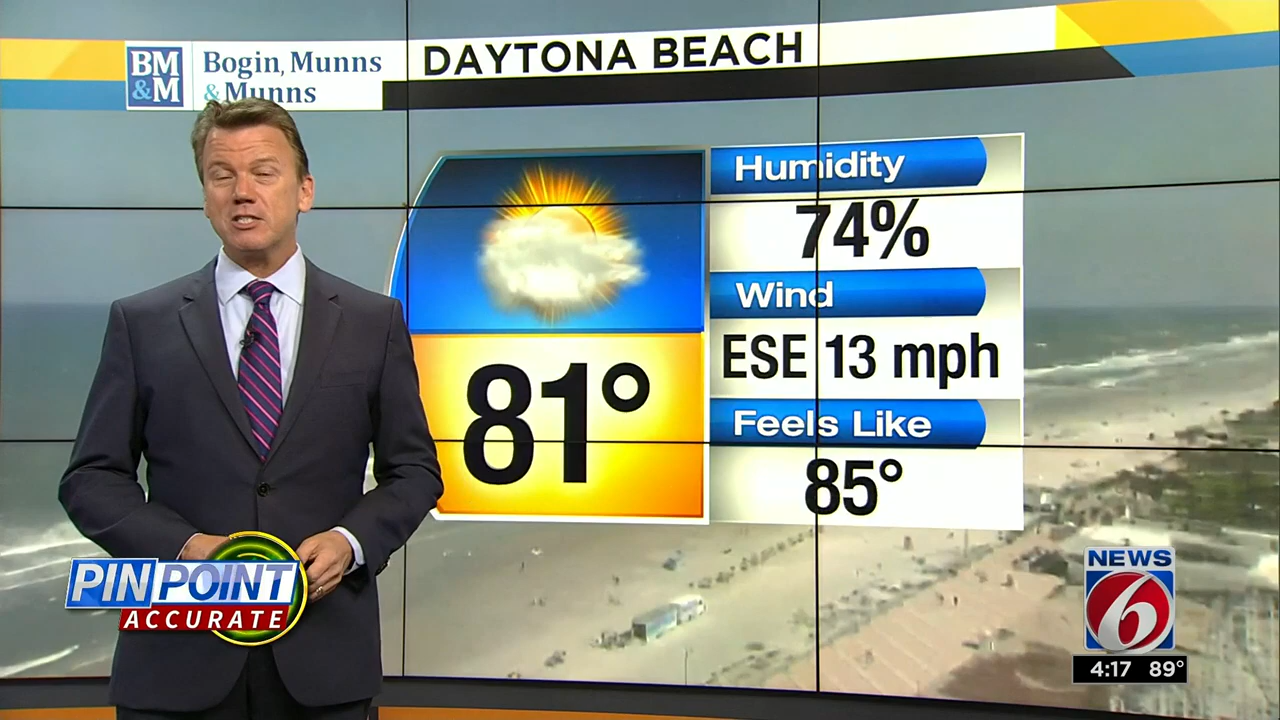 BM
&M
Bogin, Munns
& Munns
DAYTONA BEACH
Humidity
74%
Wind
ESE 13 mph
81°
Feels Like
85°
PINPOINT
ACCURATE
NEWS
6
4:17 89°